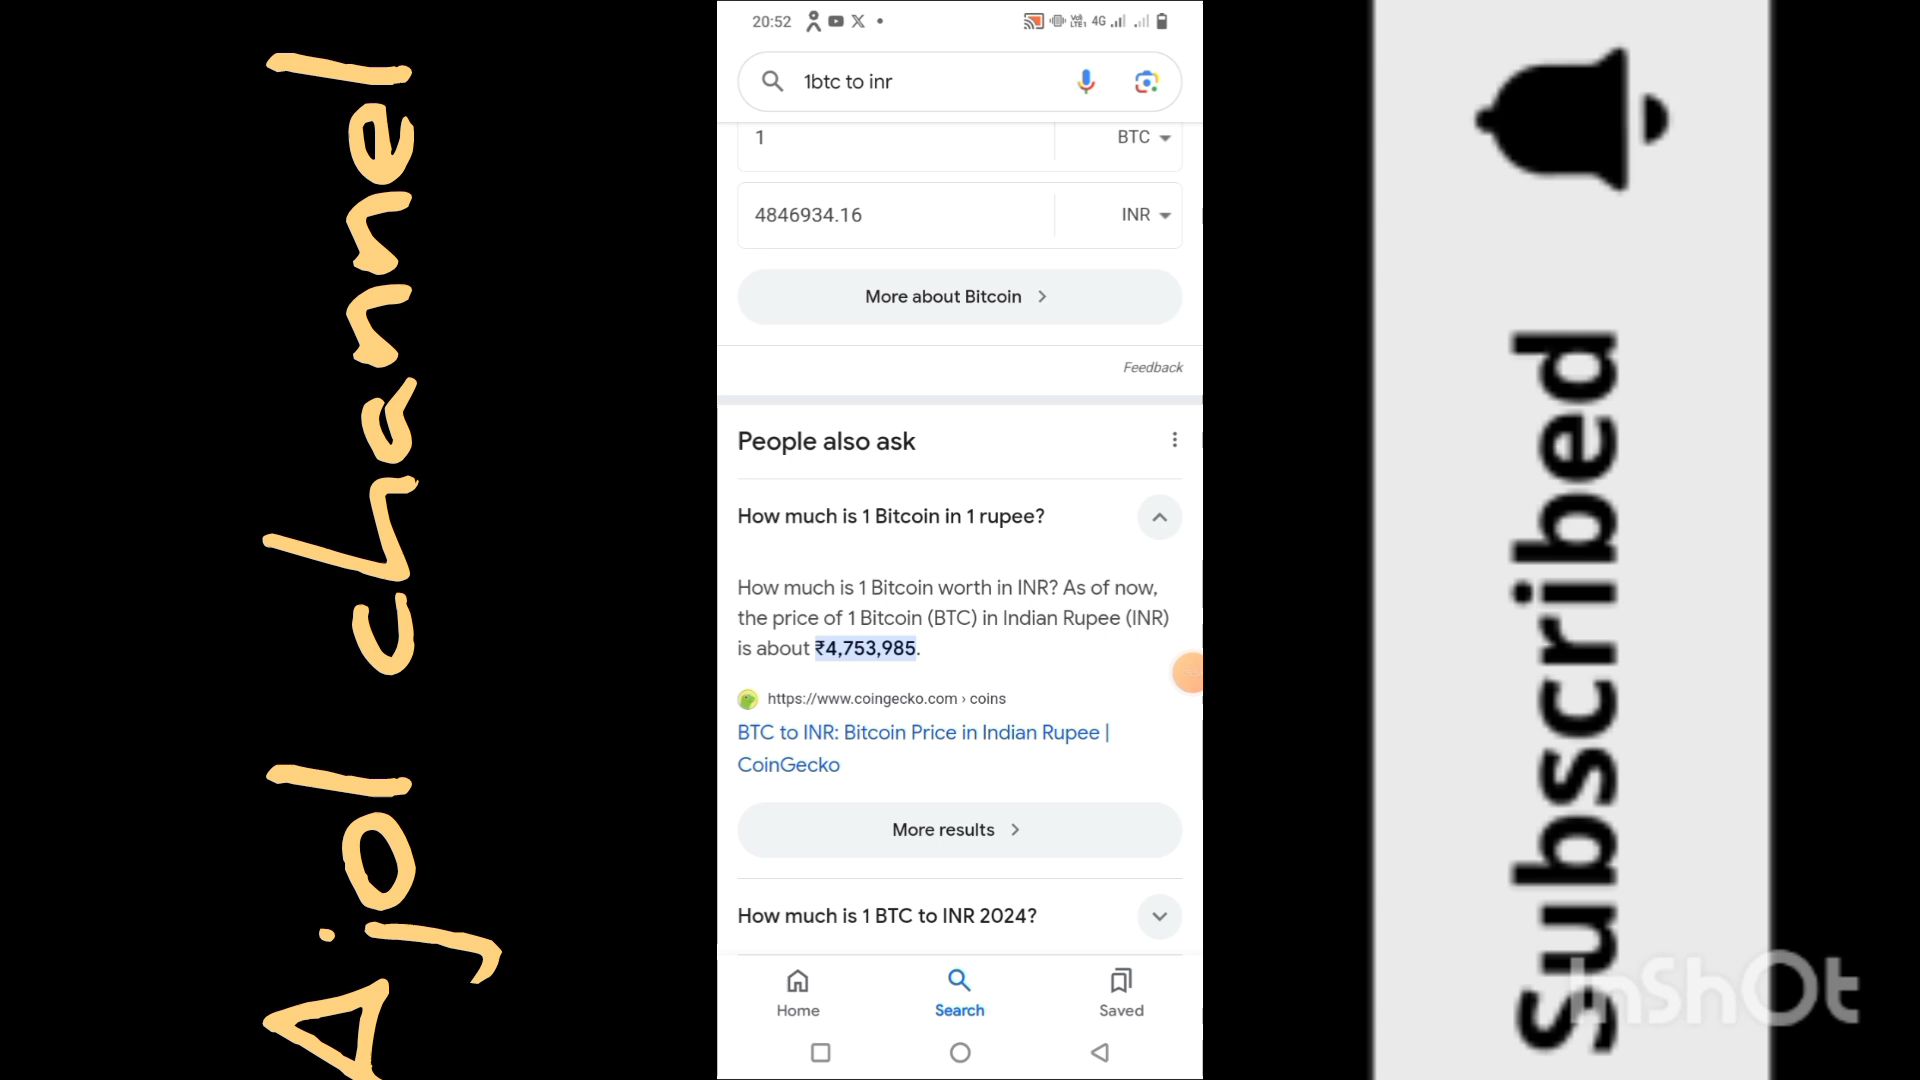 Ajol channel
20:52
VoLTE1 4G
1btc to inr
1 BTC
4846934.16 INR
More about Bitcoin
Feedback
People also ask
How much is 1 Bitcoin in 1 rupee?
How much is 1 Bitcoin worth in INR? As of now,
the price of 1 Bitcoin (BTC) in Indian Rupee (INR)
is about ₹4,753,985.
https://www.coingecko.com › coins
BTC to INR: Bitcoin Price in Indian Rupee |
CoinGecko
More results
How much is 1 BTC to INR 2024?
Home Search Saved
Subscribed
InShOt